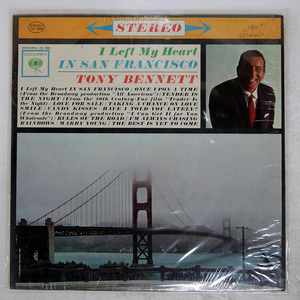 STEREO
I Left My Heart
IN SAN FRANCISCO
TONY BENNETT
I Left My Heart IN SAN FRANCISCO/ONCE UPON A TIME
(From the Broadway production "All American")/TENDER IS
THE NIGHT (From the 20th Century-Fox film "Tender Is
the Night)/LOVE FOR SALE/TAKING A CHANCE ON LOVE
SMILE/CANDY KISSES/HAVE I TOLD YOU LATELY?
(From the Broadway production "I Can Get It for You
Wholesale")/RULES OF THE ROAD/I'M ALWAYS CHASING
RAINBOWS/MARRY YOUNG/THE BEST IS YET TO COME